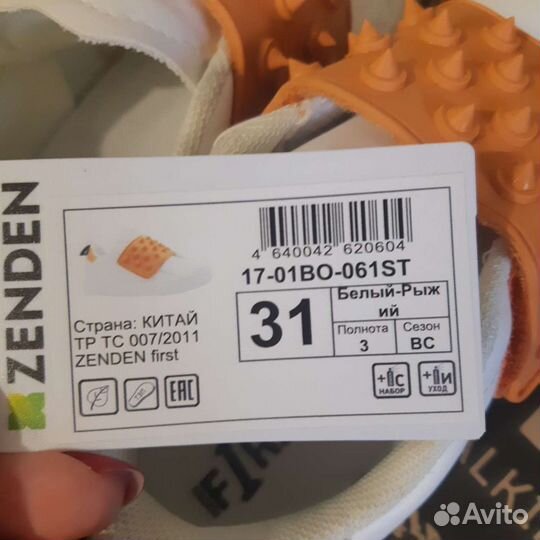 ZENDEN
4 640042 620604
17-01BO-061ST
31
Белый-Рыж
ий
Полнота
3
Сезон
ВС
Страна: КИТАЙ
ТР ТС 007/2011
ZENDEN first
ЕАС
+ С
НАБОР
+ И
УХОД
Avito